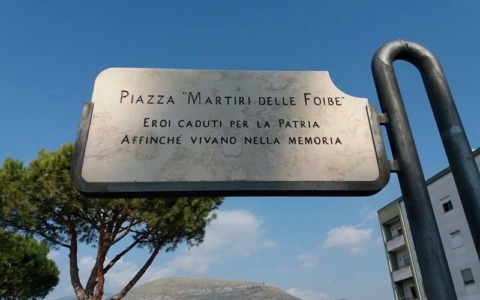 Piazza "Martiri delle Foibe"
Eroi caduti per la Patria
Affinché vivano nella memoria